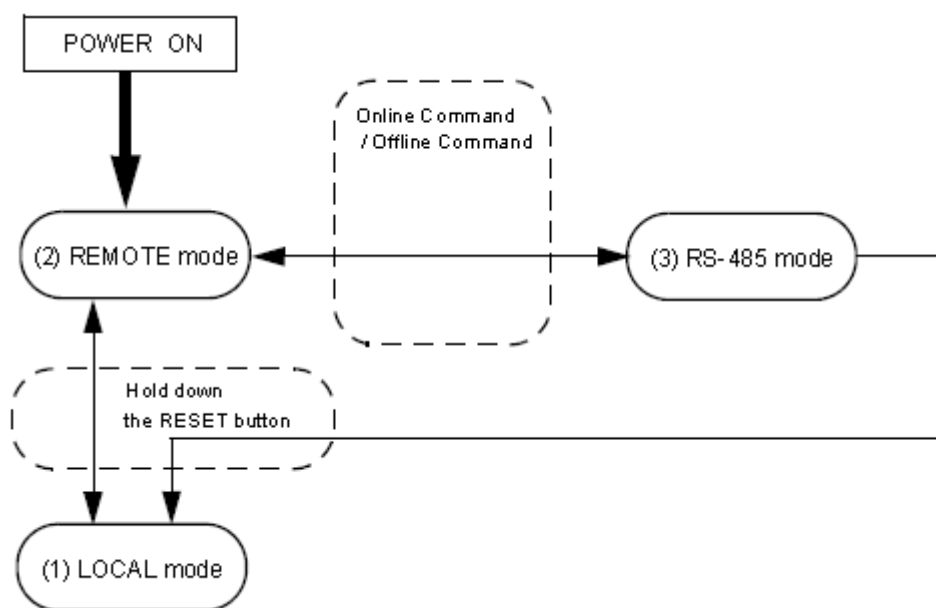 POWER ON
Online Command
/ Offline Command
(2) REMOTE mode
(3) RS-485 mode
Hold down
the RESET button
(1) LOCAL mode